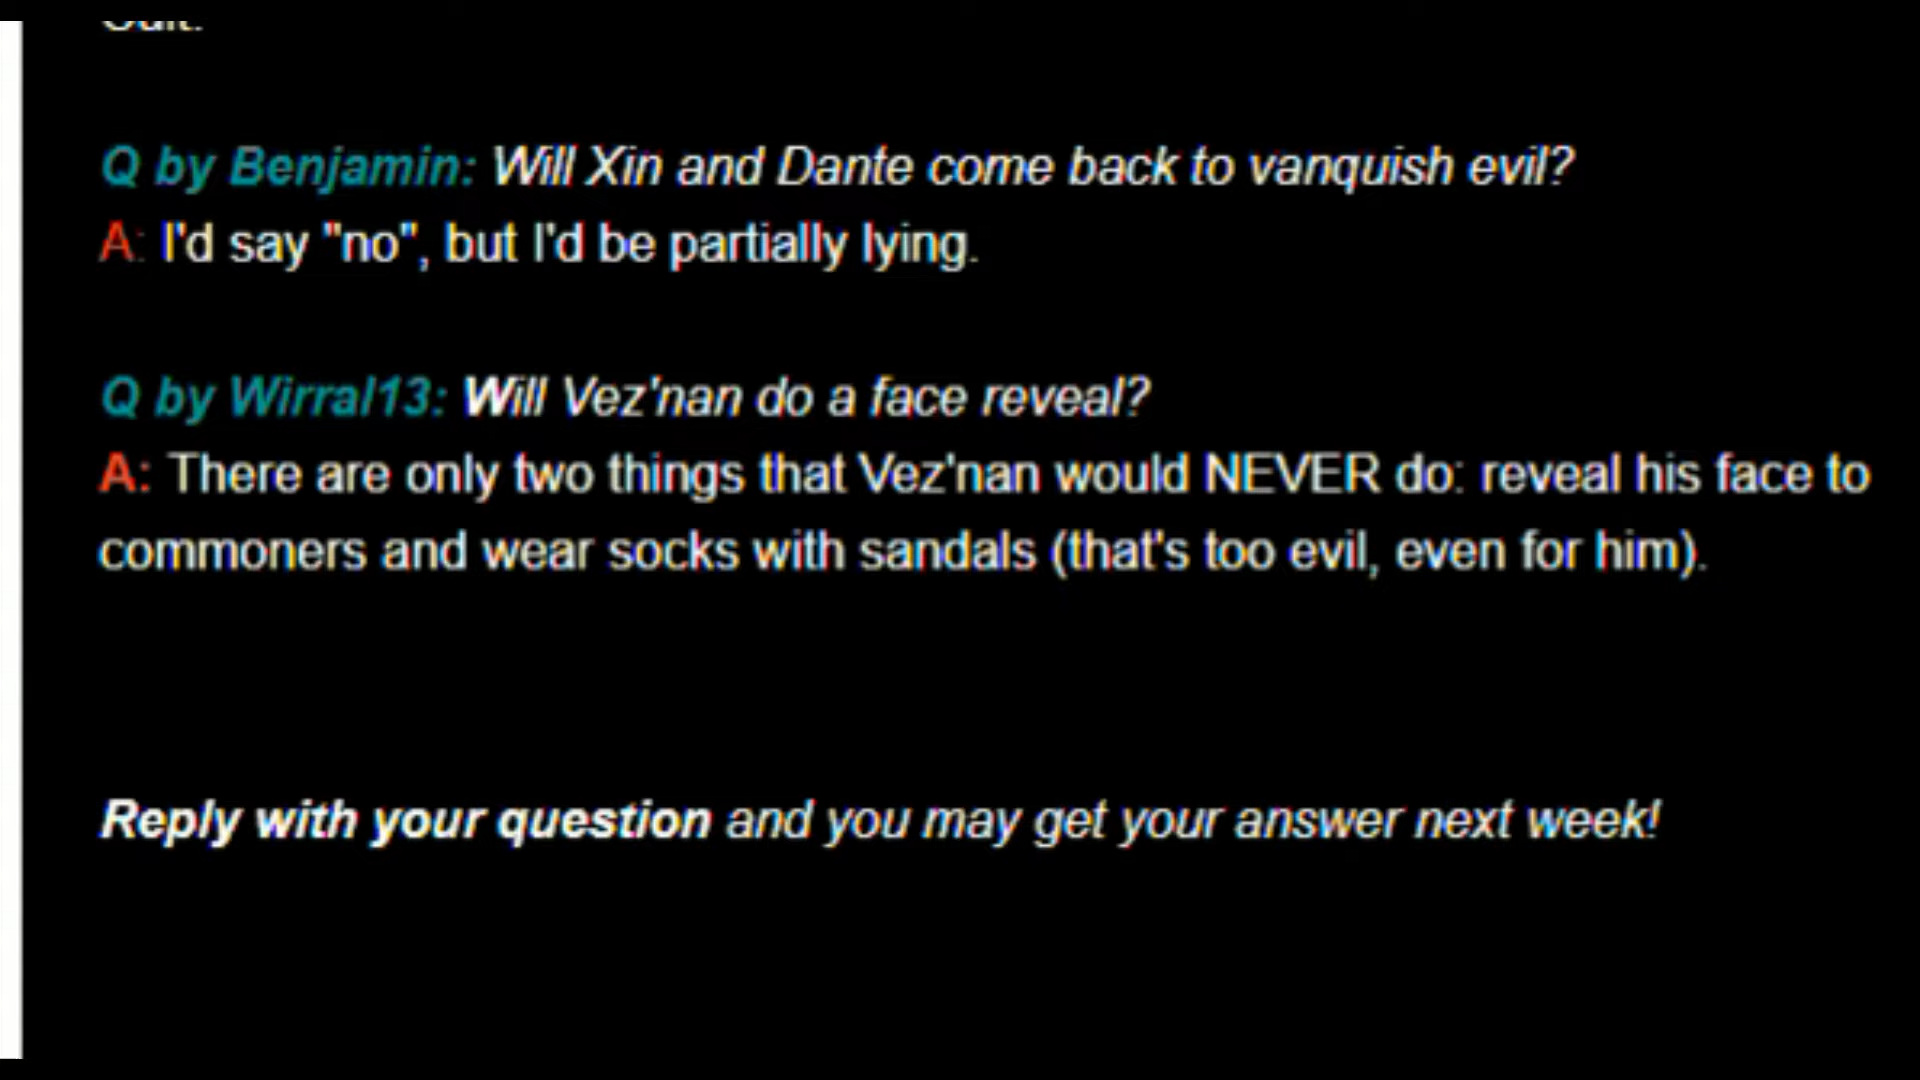 Q by Benjamin: Will Xin and Dante come back to vanquish evil?
A: I'd say "no", but I'd be partially lying.
Q by Wirral13: Will Vez'nan do a face reveal?
A: There are only two things that Vez'nan would NEVER do: reveal his face to
commoners and wear socks with sandals (that's too evil, even for him).
Reply with your question and you may get your answer next week!